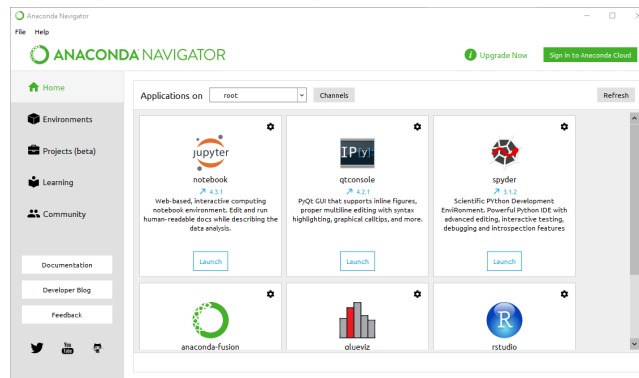 Anaconda Navigator
File Help
ANACONDA NAVIGATOR
i Upgrade Now Sign in to Anaconda Cloud
Home
Environments
Projects (beta)
Learning
Community
Documentation
Developer Blog
Feedback
You Tube
Applications on root Channels Refresh
jupyter
notebook
4.3.1
Web-based, interactive computing
notebook environment. Edit and run
human-readable docs while describing the
data analysis.
Launch
IP[y]
qtconsole
4.2.1
PyQt GUI that supports inline figures,
proper multiline editing with syntax
highlighting, graphical calltips, and more.
Launch
spyder
3.1.2
Scientific PYthon Development
EnviRonment. Powerful Python IDE with
advanced editing, interactive testing,
debugging and introspection features
Launch
anaconda-fusion
glueviz
R
rstudio